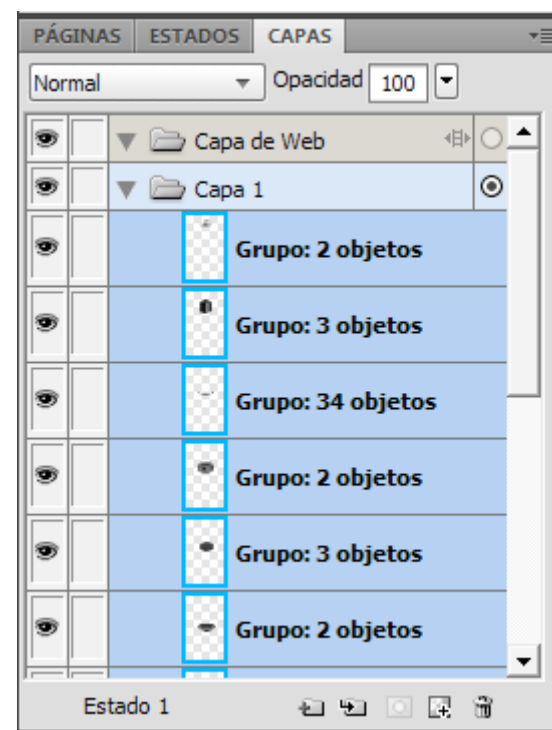 PÁGINAS ESTADOS CAPAS
Normal Opacidad 100
Capa de Web
Capa 1
Grupo: 2 objetos
Grupo: 3 objetos
Grupo: 34 objetos
Grupo: 2 objetos
Grupo: 3 objetos
Grupo: 2 objetos
Estado 1